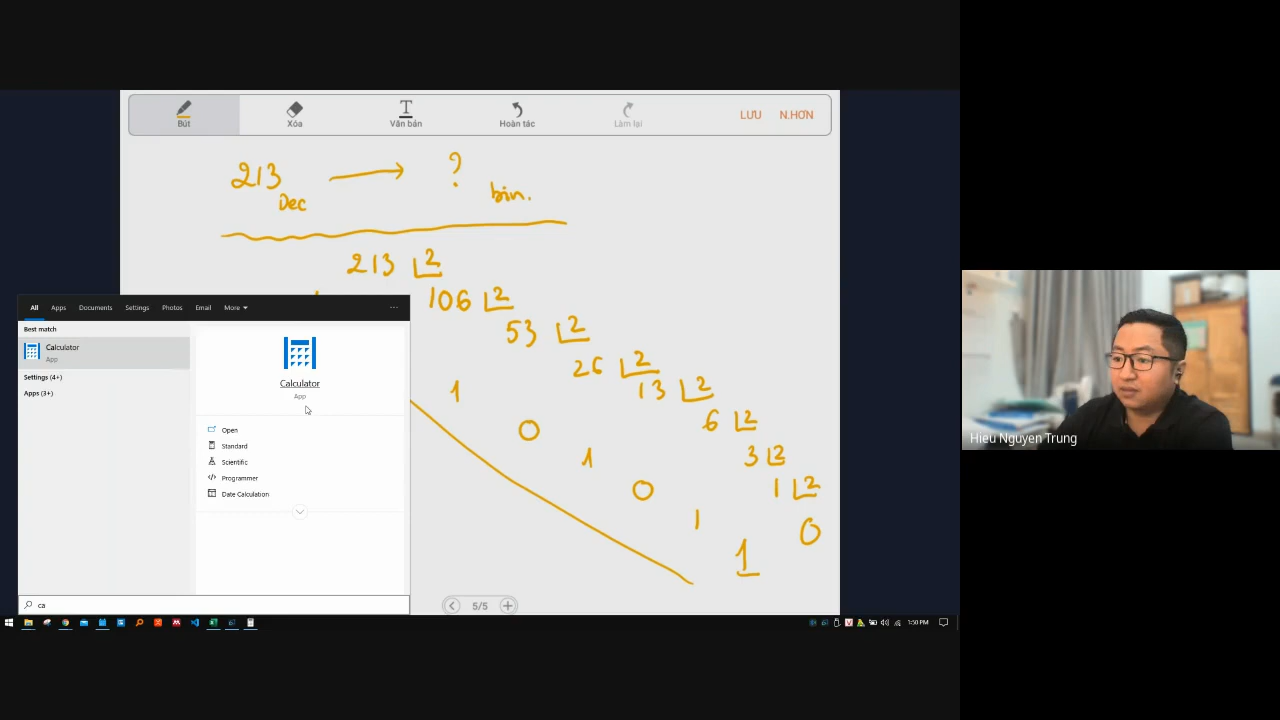 Bút
Xóa
Văn bản
Hoàn tác
Làm lại
LƯU
N.HƠN
213 Dec → ? bin.
213 2
106 2
53 2
26 2
13 2
6 2
3 2
1 2
0
1
0
1
0
1
1
All
Apps
Documents
Settings
Photos
Email
More
...
Best match
Calculator
App
Settings (4+)
Apps (3+)
Calculator
App
Open
Standard
Scientific
Programmer
Date Calculation
ca
5/5
1:50 PM
Hieu Nguyen Trung